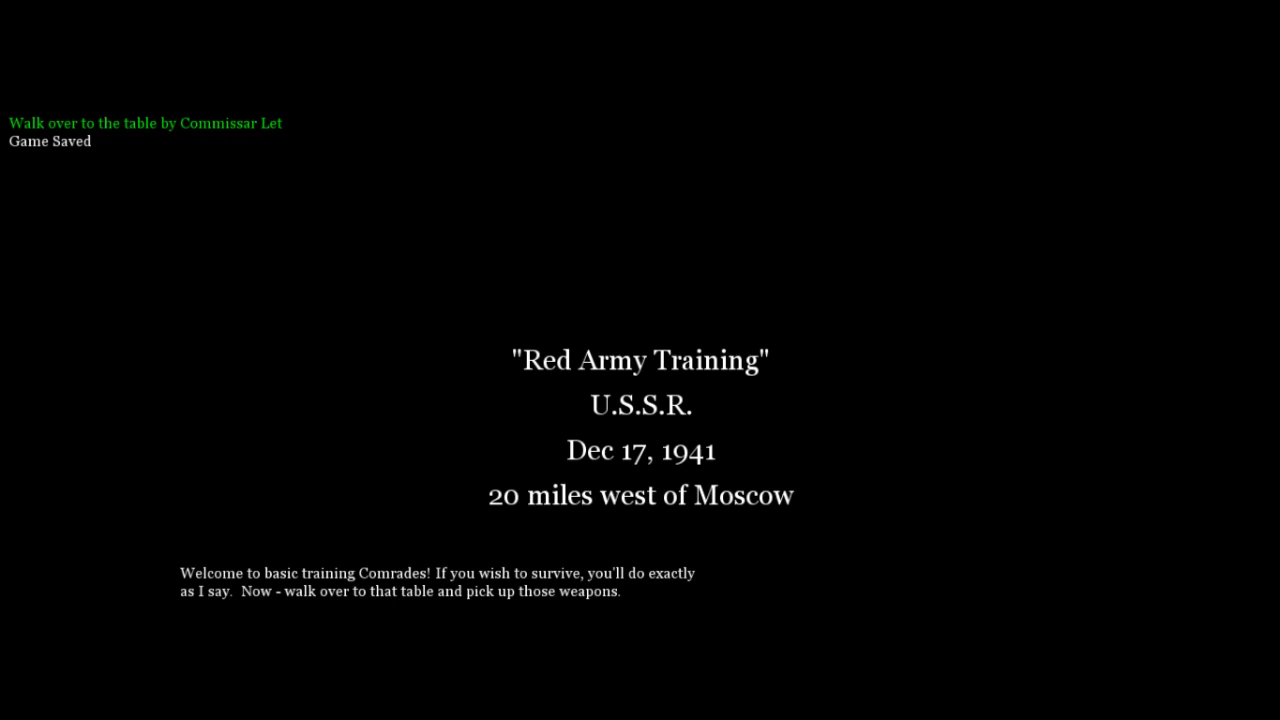 Walk over to the table by Commissar Let
Game Saved
"Red Army Training"
U.S.S.R.
Dec 17, 1941
20 miles west of Moscow
Welcome to basic training Comrades! If you wish to survive, you'll do exactly
as I say.  Now - walk over to that table and pick up those weapons.